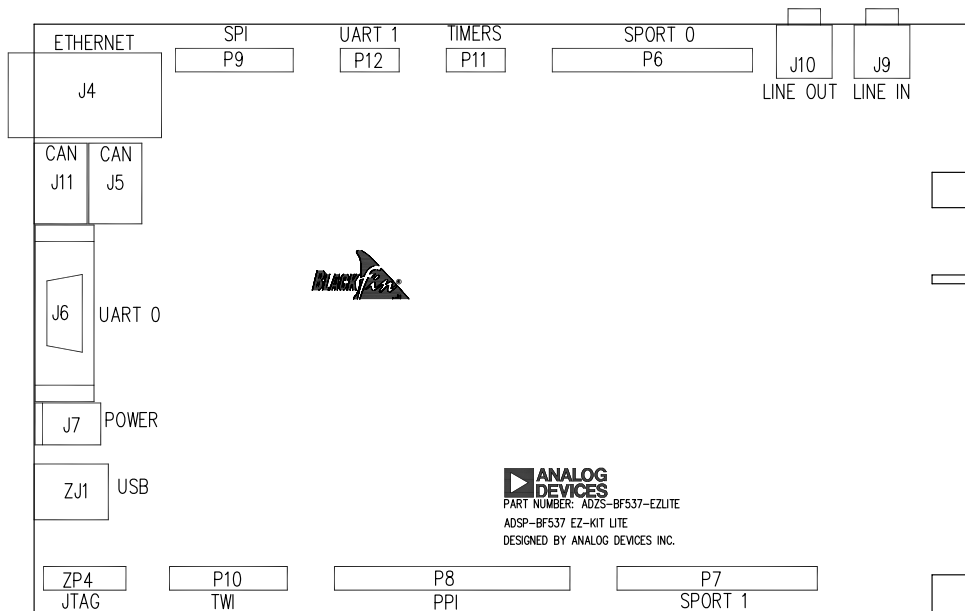 ETHERNET
J4
SPI
P9
UART 1
P12
TIMERS
P11
SPORT 0
P6
J10
LINE OUT
J9
LINE IN
CAN
J11
CAN
J5
BLACKfin®
J6
UART 0
J7
POWER
ZJ1
USB
ANALOG
DEVICES
PART NUMBER: ADZS-BF537-EZLITE
ADSP-BF537 EZ-KIT LITE
DESIGNED BY ANALOG DEVICES INC.
ZP4
JTAG
P10
TWI
P8
PPI
P7
SPORT 1